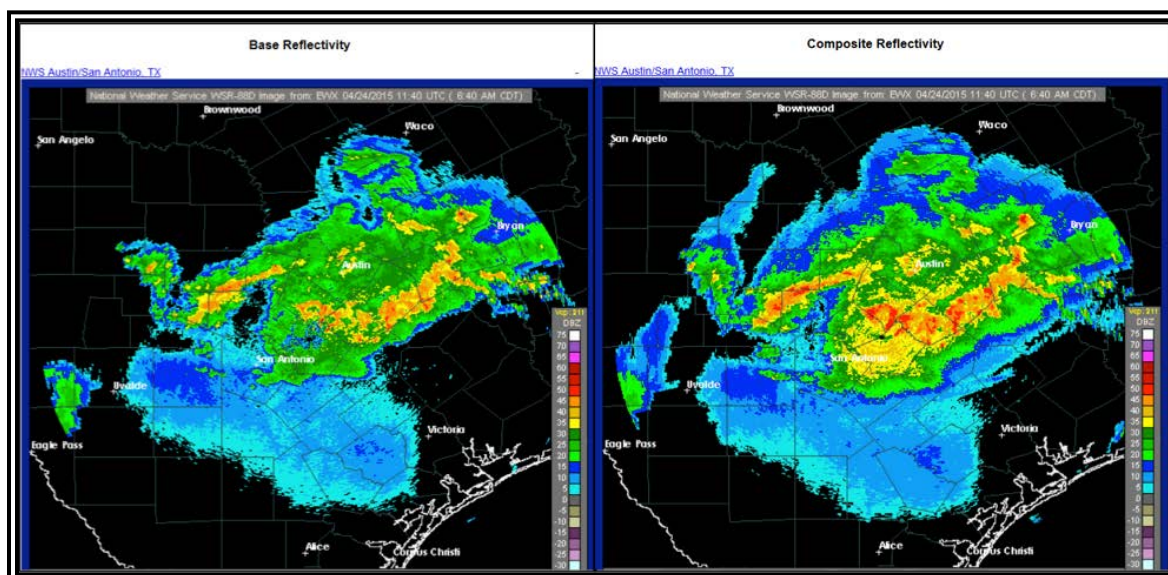 Base Reflectivity
NWS Austin/San Antonio, TX
National Weather Service WSR-88D Image from: EWX 04/24/2015 11:40 UTC ( 6:40 AM CDT)
Brownwood
Waco
San Angelo
Bryan
Austin
San Antonio
Uvalde
Victoria
Eagle Pass
Alice
Corpus Christi
Vcp: 211
DBZ
75
70
65
60
55
50
45
40
35
30
25
20
15
10
5
0
-5
-10
-15
-20
-25
-30
Composite Reflectivity
NWS Austin/San Antonio, TX
National Weather Service WSR-88D Image from: EWX 04/24/2015 11:40 UTC ( 6:40 AM CDT)
Brownwood
Waco
San Angelo
Bryan
Austin
San Antonio
Uvalde
Victoria
Eagle Pass
Alice
Corpus Christi
Vcp: 211
DBZ
75
70
65
60
55
50
45
40
35
30
25
20
15
10
5
0
-5
-10
-15
-20
-25
-30